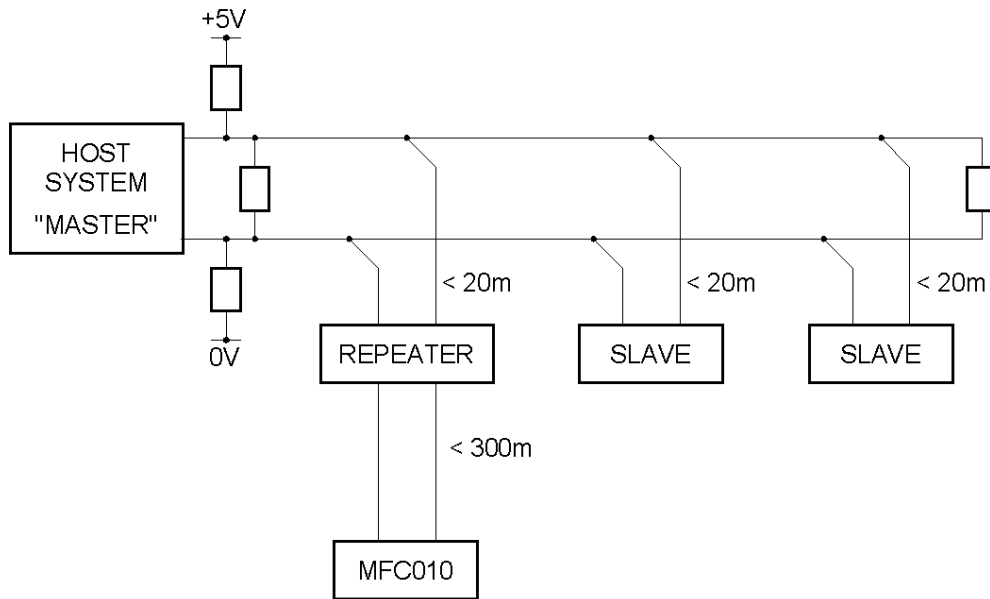 +5V
HOST
SYSTEM
"MASTER"
0V
< 20m
< 20m
< 20m
REPEATER
SLAVE
SLAVE
< 300m
MFC010